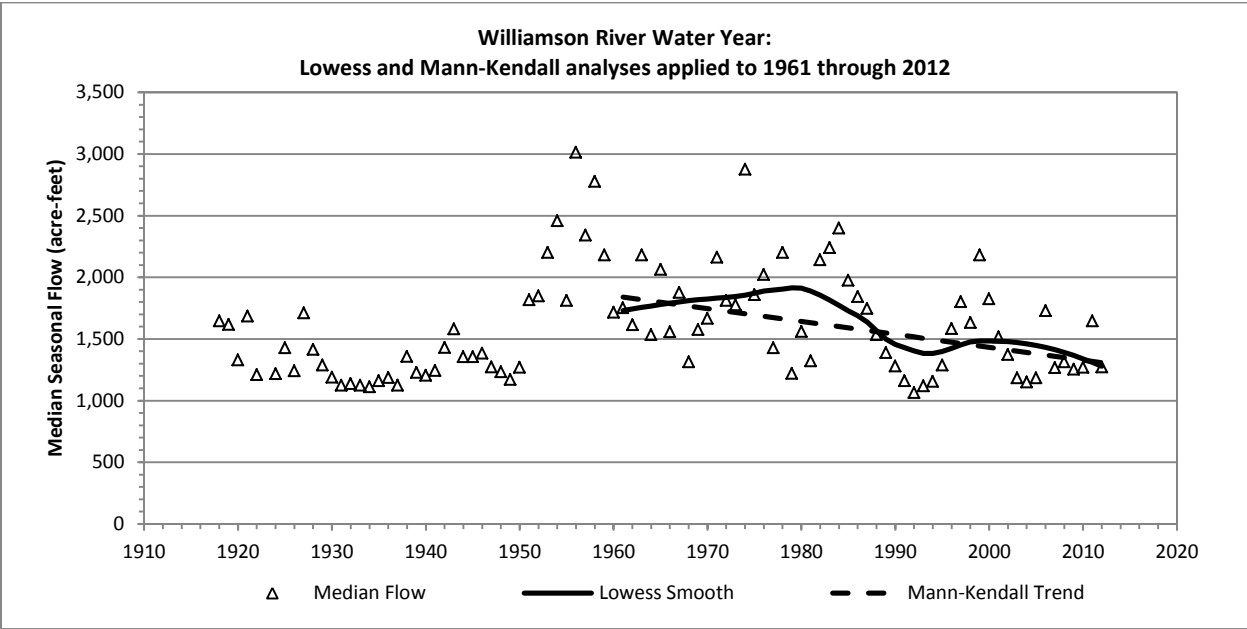 Williamson River Water Year:
Lowess and Mann-Kendall analyses applied to 1961 through 2012
Median Seasonal Flow (acre-feet)
3,500
3,000
2,500
2,000
1,500
1,000
500
0
1910 1920 1930 1940 1950 1960 1970 1980 1990 2000 2010 2020
Median Flow Lowess Smooth Mann-Kendall Trend